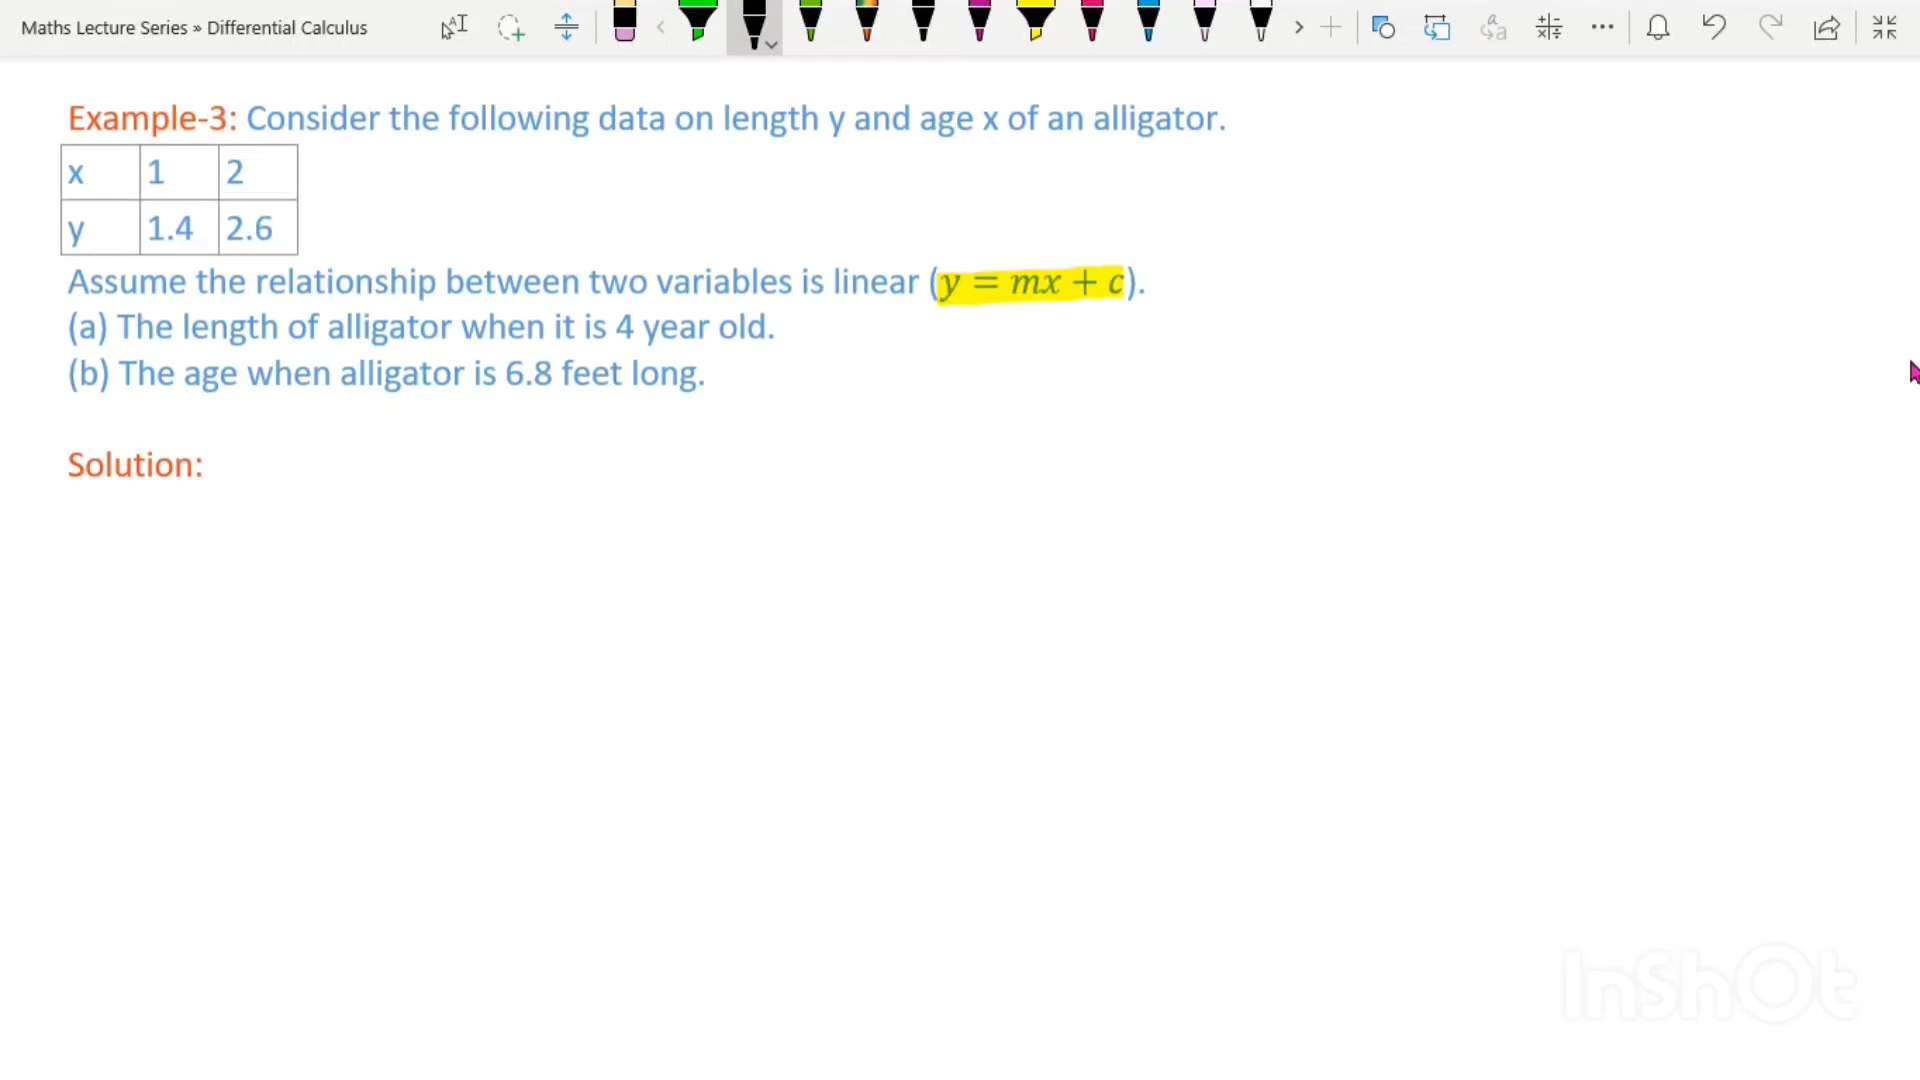 Maths Lecture Series » Differential Calculus
Example-3: Consider the following data on length y and age x of an alligator.
x 1 2
y 1.4 2.6
Assume the relationship between two variables is linear (y = mx + c).
(a) The length of alligator when it is 4 year old.
(b) The age when alligator is 6.8 feet long.
Solution:
InShOt